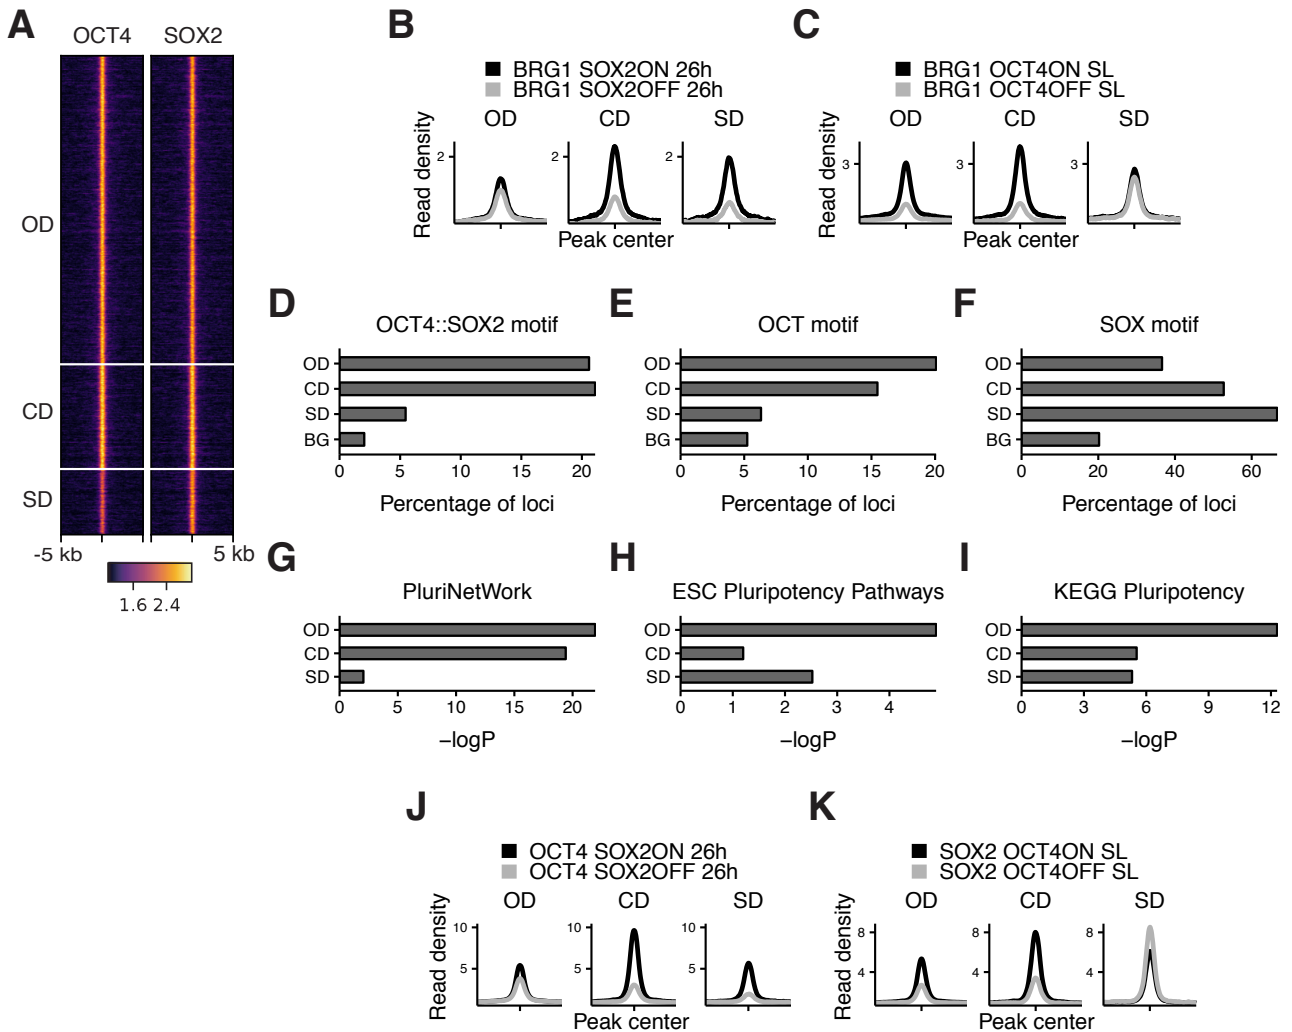 A
OCT4 SOX2
OD
CD
SD
-5 kb 5 kb
1.6 2.4
B
BRG1 SOX2ON 26h
BRG1 SOX2OFF 26h
OD CD SD
Read density
2 2 2
Peak center
C
BRG1 OCT4ON SL
BRG1 OCT4OFF SL
OD CD SD
Read density
3 3 3
Peak center
D
OCT4::SOX2 motif
OD
CD
SD
BG
0 5 10 15 20
Percentage of loci
E
OCT motif
OD
CD
SD
BG
0 5 10 15 20
Percentage of loci
F
SOX motif
OD
CD
SD
BG
0 20 40 60
Percentage of loci
G
PluriNetWork
OD
CD
SD
0 5 10 15 20
−logP
H
ESC Pluripotency Pathways
OD
CD
SD
0 1 2 3 4
−logP
I
KEGG Pluripotency
OD
CD
SD
0 3 6 9 12
−logP
J
OCT4 SOX2ON 26h
OCT4 SOX2OFF 26h
OD CD SD
Read density
10 10 10
5 5 5
Peak center
K
SOX2 OCT4ON SL
SOX2 OCT4OFF SL
OD CD SD
Read density
8 8 8
4 4 4
Peak center